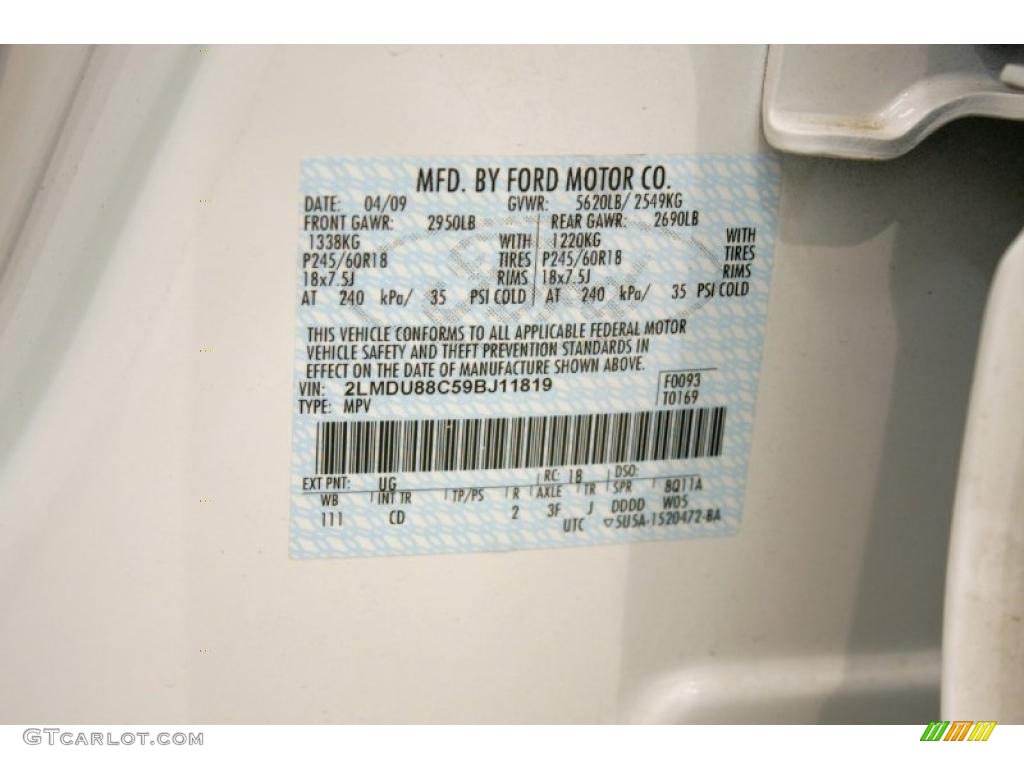 MFD. BY FORD MOTOR CO.
DATE: 04/09 GVWR: 5620LB/ 2549KG
FRONT GAWR: 2950LB REAR GAWR: 2690LB
1338KG WITH 1220KG WITH
P245/60R18 TIRES P245/60R18 TIRES
18x7.5J RIMS 18x7.5J RIMS
AT 240 kPa/ 35 PSI COLD AT 240 kPa/ 35 PSI COLD
THIS VEHICLE CONFORMS TO ALL APPLICABLE FEDERAL MOTOR
VEHICLE SAFETY AND THEFT PREVENTION STANDARDS IN
EFFECT ON THE DATE OF MANUFACTURE SHOWN ABOVE.
VIN: 2LMDU88C59BJ11819 F0093
TYPE: MPV T0169
EXT PNT: UG RC: 18 DSO:
WB INT TR TP/PS R AXLE TR SPR 8Q11A
111 CD 2 3F J DDDD W05
UTC ▽5USA-1520472-BA
GTCARLOT.COM